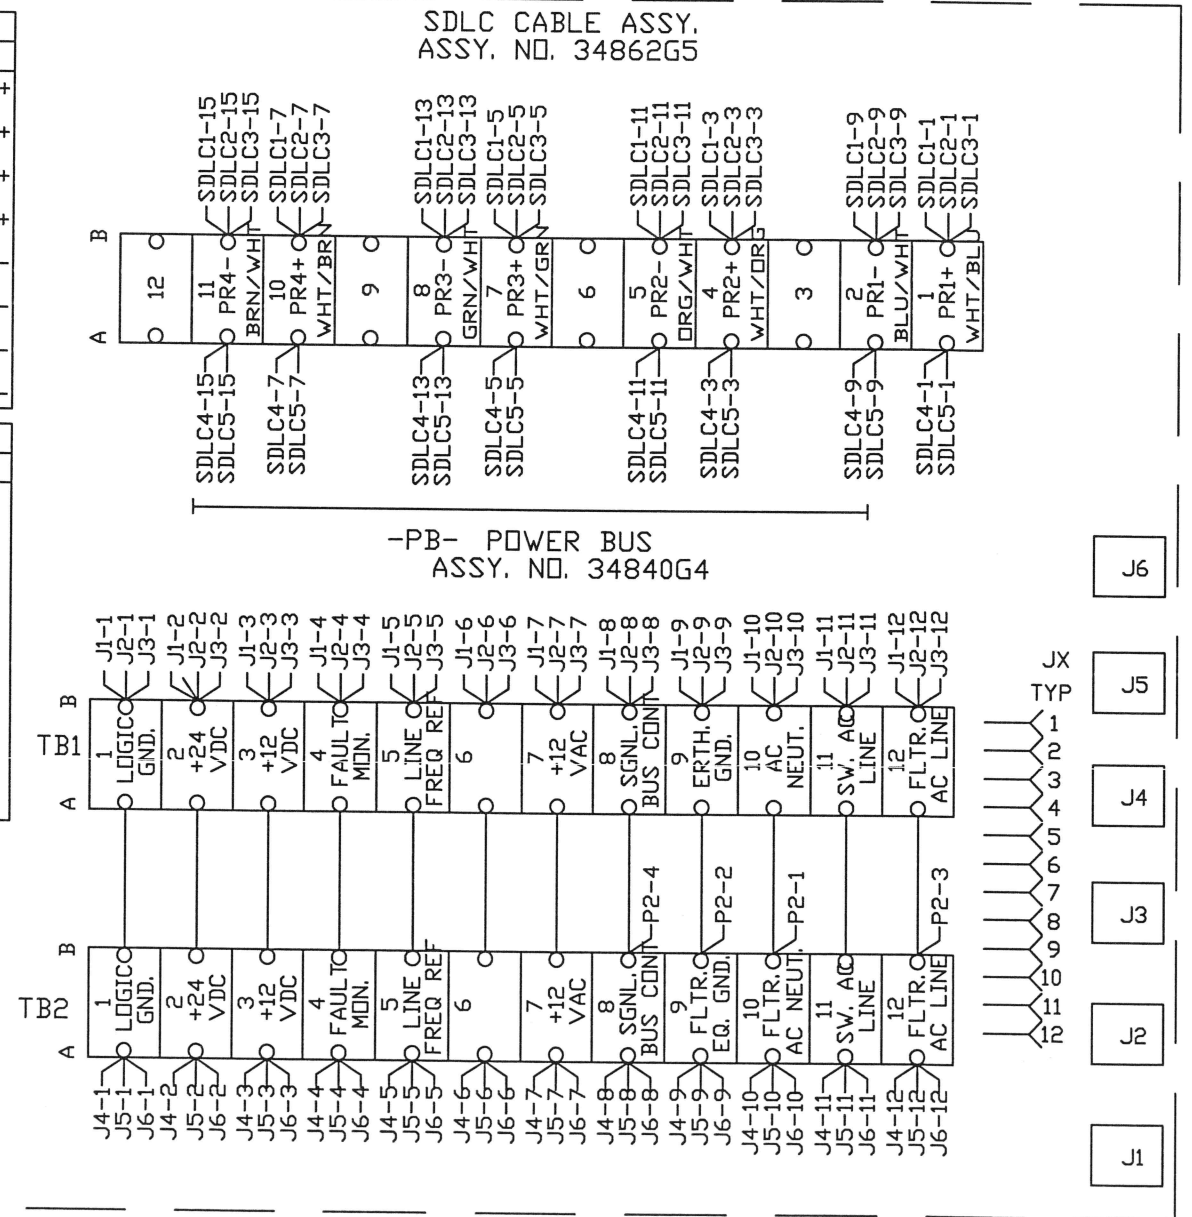 SDLC CABLE ASSY.
ASSY. NO. 34862G5
SDLC1-15
SDLC2-15
SDLC3-15
SDLC1-7
SDLC2-7
SDLC3-7
SDLC1-13
SDLC2-13
SDLC3-13
SDLC1-5
SDLC2-5
SDLC3-5
SDLC1-11
SDLC2-11
SDLC3-11
SDLC1-3
SDLC2-3
SDLC3-3
SDLC1-9
SDLC2-9
SDLC3-9
SDLC1-1
SDLC2-1
SDLC3-1
B
A
12
11
PR4-
BRN/WHT
10
PR4+
WHT/BRN
9
8
PR3-
GRN/WHT
7
PR3+
WHT/GRN
6
5
PR2-
ORG/WHT
4
PR2+
WHT/ORG
3
2
PR1-
BLU/WHT
1
PR1+
WHT/BLU
SDLC4-15
SDLC5-15
SDLC4-7
SDLC5-7
SDLC4-13
SDLC5-13
SDLC4-5
SDLC5-5
SDLC4-11
SDLC5-11
SDLC4-3
SDLC5-3
SDLC4-9
SDLC5-9
SDLC4-1
SDLC5-1
-PB- POWER BUS
ASSY. NO. 34840G4
J1-1
J2-1
J3-1
J1-2
J2-2
J3-2
J1-3
J2-3
J3-3
J1-4
J2-4
J3-4
J1-5
J2-5
J3-5
J1-6
J2-6
J3-6
J1-7
J2-7
J3-7
J1-8
J2-8
J3-8
J1-9
J2-9
J3-9
J1-10
J2-10
J3-10
J1-11
J2-11
J3-11
J1-12
J2-12
J3-12
TB1
B
A
1
LOGIC
GND.
2
+24
VDC
3
+12
VDC
4
FAULT
MON.
5
LINE
FREQ REF
6
7
+12
VAC
8
SGNL.
BUS CONT
9
ERTH.
GND.
10
AC
NEUT.
11
SW. AC
LINE
12
FLTR.
AC LINE
P2-4
P2-2
P2-1
P2-3
TB2
B
A
1
LOGIC
GND.
2
+24
VDC
3
+12
VDC
4
FAULT
MON.
5
LINE
FREQ REF
6
7
+12
VAC
8
SGNL.
BUS CONT
9
FLTR.
EQ. GND.
10
FLTR.
AC NEUT.
11
SW. AC
LINE
12
FLTR.
AC LINE
J4-1
J5-1
J6-1
J4-2
J5-2
J6-2
J4-3
J5-3
J6-3
J4-4
J5-4
J6-4
J4-5
J5-5
J6-5
J4-6
J5-6
J6-6
J4-7
J5-7
J6-7
J4-8
J5-8
J6-8
J4-9
J5-9
J6-9
J4-10
J5-10
J6-10
J4-11
J5-11
J6-11
J4-12
J5-12
J6-12
JX
TYP
1
2
3
4
5
6
7
8
9
10
11
12
J6
J5
J4
J3
J2
J1
+
+
+
+